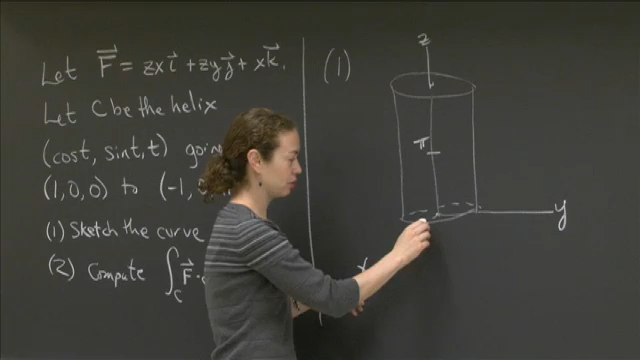 Let F⃗ = zx i⃗ + zy j⃗ + x k⃗.
Let C be the helix
(cost, sint, t) going
(1, 0, 0) to (-1, 0,
(1) Sketch the curve
(2) Compute ∫_C F⃗ ·
(1)
z
π
y
x